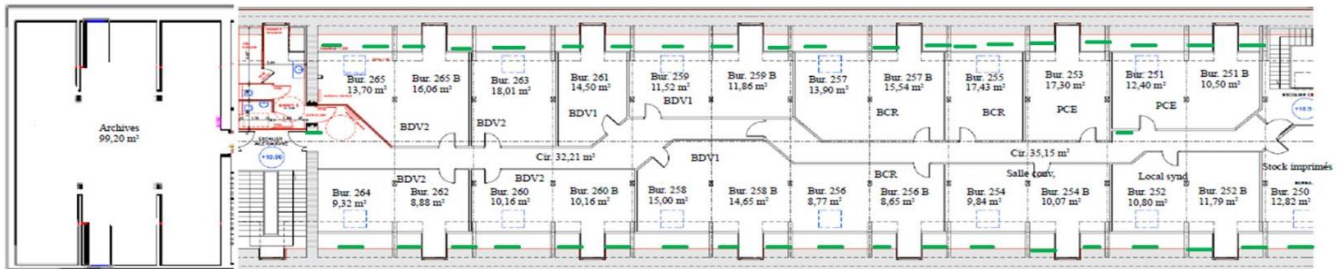 Archives
99,20 m²
+10.96
Bur. 265
13,70 m²
Bur. 265 B
16,06 m²
BDV2
Bur. 263
18,01 m²
BDV2
Bur. 261
14,50 m²
Bur. 259
11,52 m²
BDV1
Bur. 259 B
11,86 m²
Bur. 257
13,90 m²
Bur. 257 B
15,54 m²
BCR
Bur. 255
17,43 m²
BCR
Bur. 253
17,30 m²
PCE
Bur. 251
12,40 m²
PCE
Bur. 251 B
10,50 m²
Cir. 32,21 m²
BDV1
Cir. 35,15 m²
Stock imprimés
Bur. 264
9,32 m²
BDV2
Bur. 262
8,88 m²
Bur. 260
10,16 m²
BDV2
Bur. 260 B
10,16 m²
Bur. 258
15,00 m²
Bur. 258 B
14,65 m²
Bur. 256
8,77 m²
BCR
Bur. 256 B
8,65 m²
Bur. 254
9,84 m²
Salle conv.
Bur. 254 B
10,07 m²
Local synd
Bur. 252
10,80 m²
Bur. 252 B
11,79 m²
Bur. 250
12,82 m²